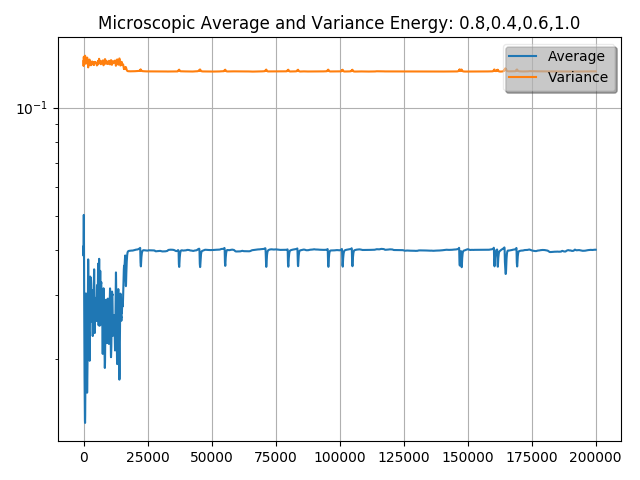 Microscopic Average and Variance Energy: 0.8,0.4,0.6,1.0
Average
Variance
10⁻¹
0 25000 50000 75000 100000 125000 150000 175000 200000